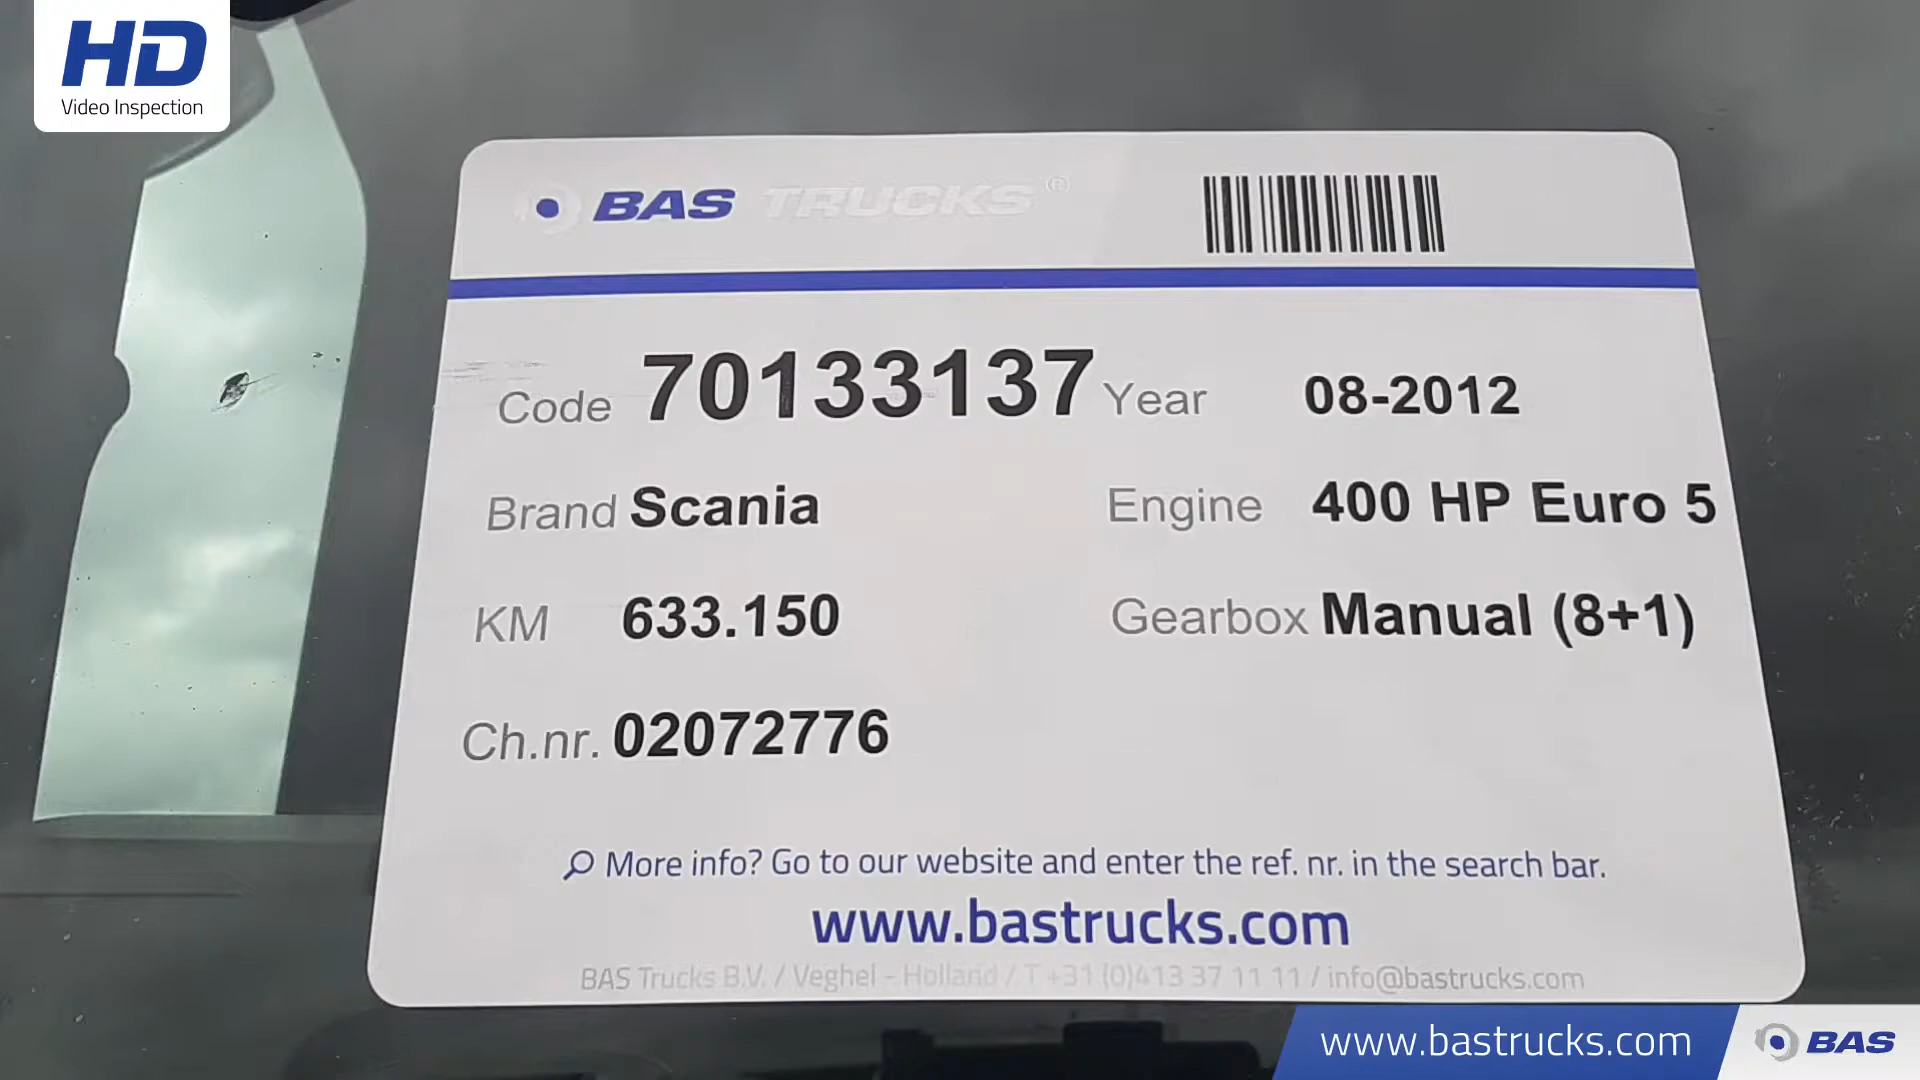 HD
Video Inspection
BAS TRUCKS®
Code 70133137 Year 08-2012
Brand Scania Engine 400 HP Euro 5
KM 633.150 Gearbox Manual (8+1)
Ch.nr. 02072776
More info? Go to our website and enter the ref. nr. in the search bar.
www.bastrucks.com
BAS Trucks B.V. / Veghel - Holland / T +31 (0)413 37 11 11 / info@bastrucks.com
www.bastrucks.com BAS